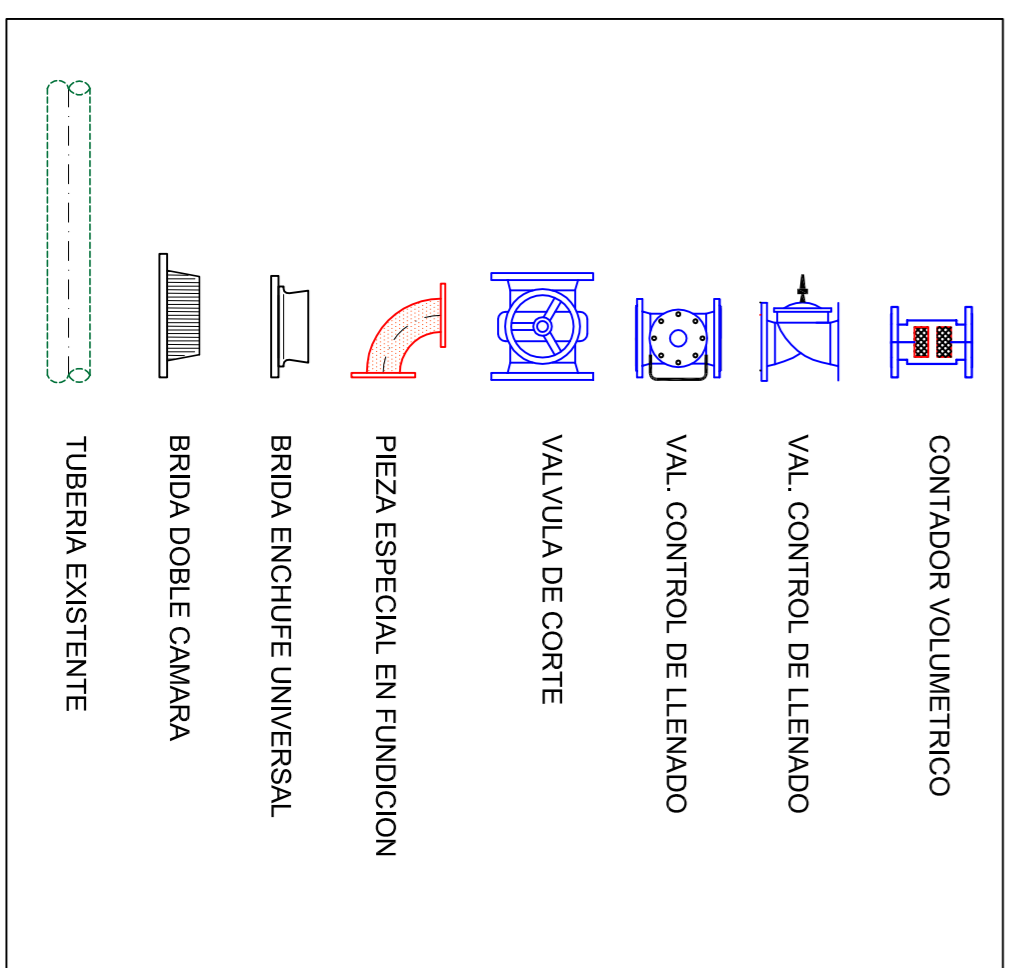 CONTADOR VOLUMETRICO
VAL. CONTROL DE LLENADO
VAL. CONTROL DE LLENADO
VALVULA DE CORTE
PIEZA ESPECIAL EN FUNDICION
BRIDA ENCHUFE UNIVERSAL
BRIDA DOBLE CAMARA
TUBERIA EXISTENTE